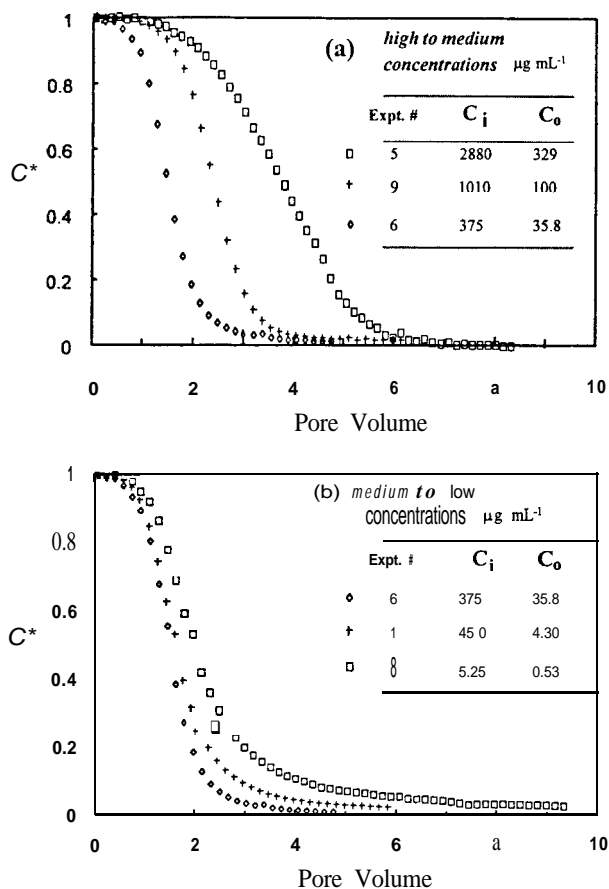 (a)
high to medium
concentrations μg mL-1
Expt. # Ci Co
□ 5 2880 329
+ 9 1010 100
◊ 6 375 35.8
1
0.8
0.6
C*
0.4
0.2
0
0 2 4 6 a 10
Pore Volume
(b) medium to low
concentrations μg mL-1
Expt. # Ci Co
◊ 6 375 35.8
+ 1 45 0 4.30
□ 8 5.25 0.53
1
0.8
0.6
C*
0.4
0.2
0
0 2 4 6 a 10
Pore Volume